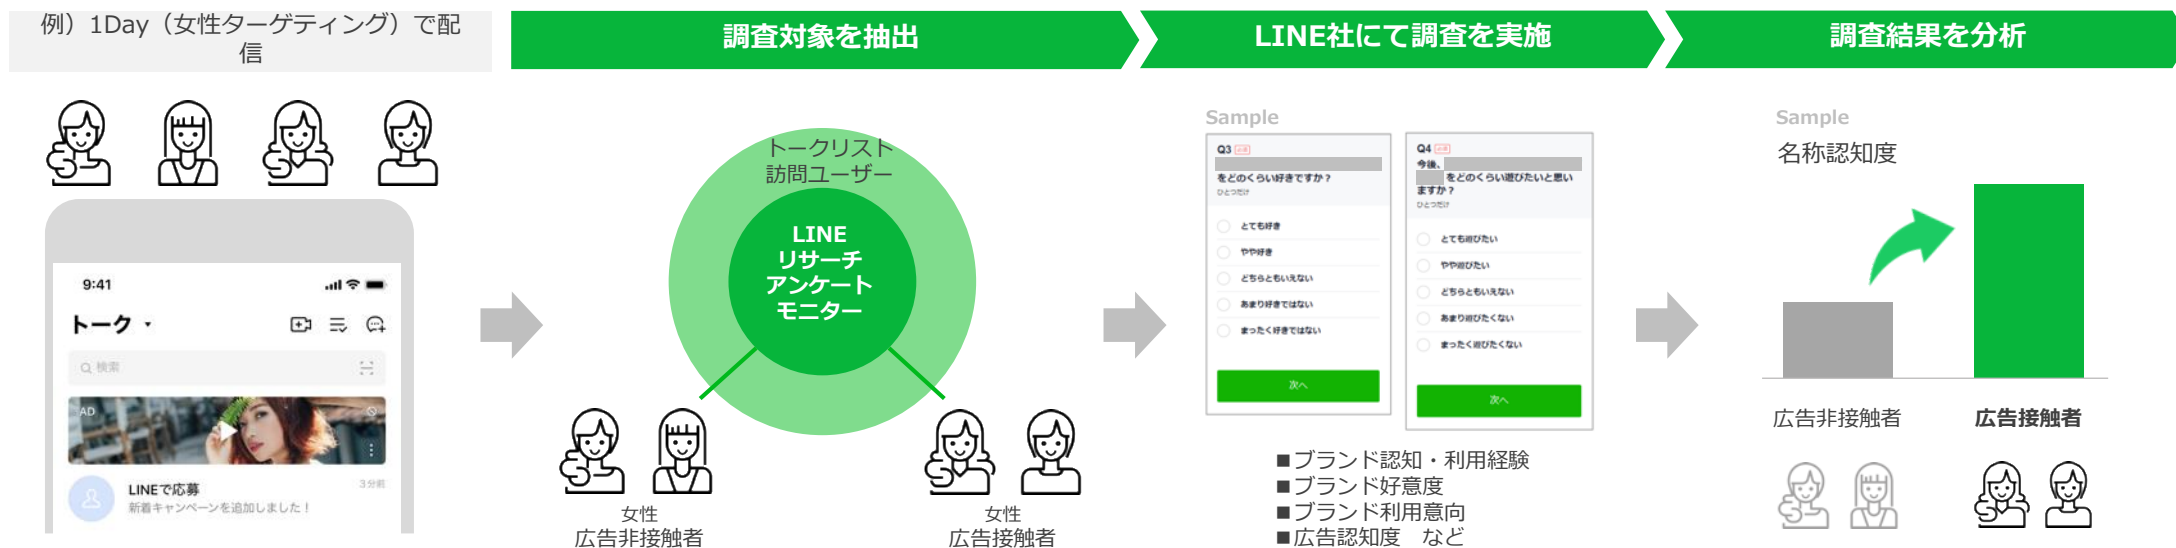 例）1Day（女性ターゲティング）で配
信
調査対象を抽出
LINE社にて調査を実施
調査結果を分析
9:41
トーク
検索
AD
LINEで応募
3分前
新着キャンペーンを追加しました！
トークリスト
訪問ユーザー
LINE
リサーチ
アンケート
モニター
女性
広告非接触者
女性
広告接触者
Sample
Q3 必須
をどのくらい好きですか？
ひとつだけ
とても好き
やや好き
どちらともいえない
あまり好きではない
まったく好きではない
次へ
Q4 必須
今後、
をどのくらい遊びたいと思い
ますか？
ひとつだけ
とても遊びたい
やや遊びたい
どちらともいえない
あまり遊びたくない
まったく遊びたくない
次へ
■ブランド認知・利用経験
■ブランド好意度
■ブランド利用意向
■広告認知度　など
Sample
名称認知度
広告非接触者
広告接触者